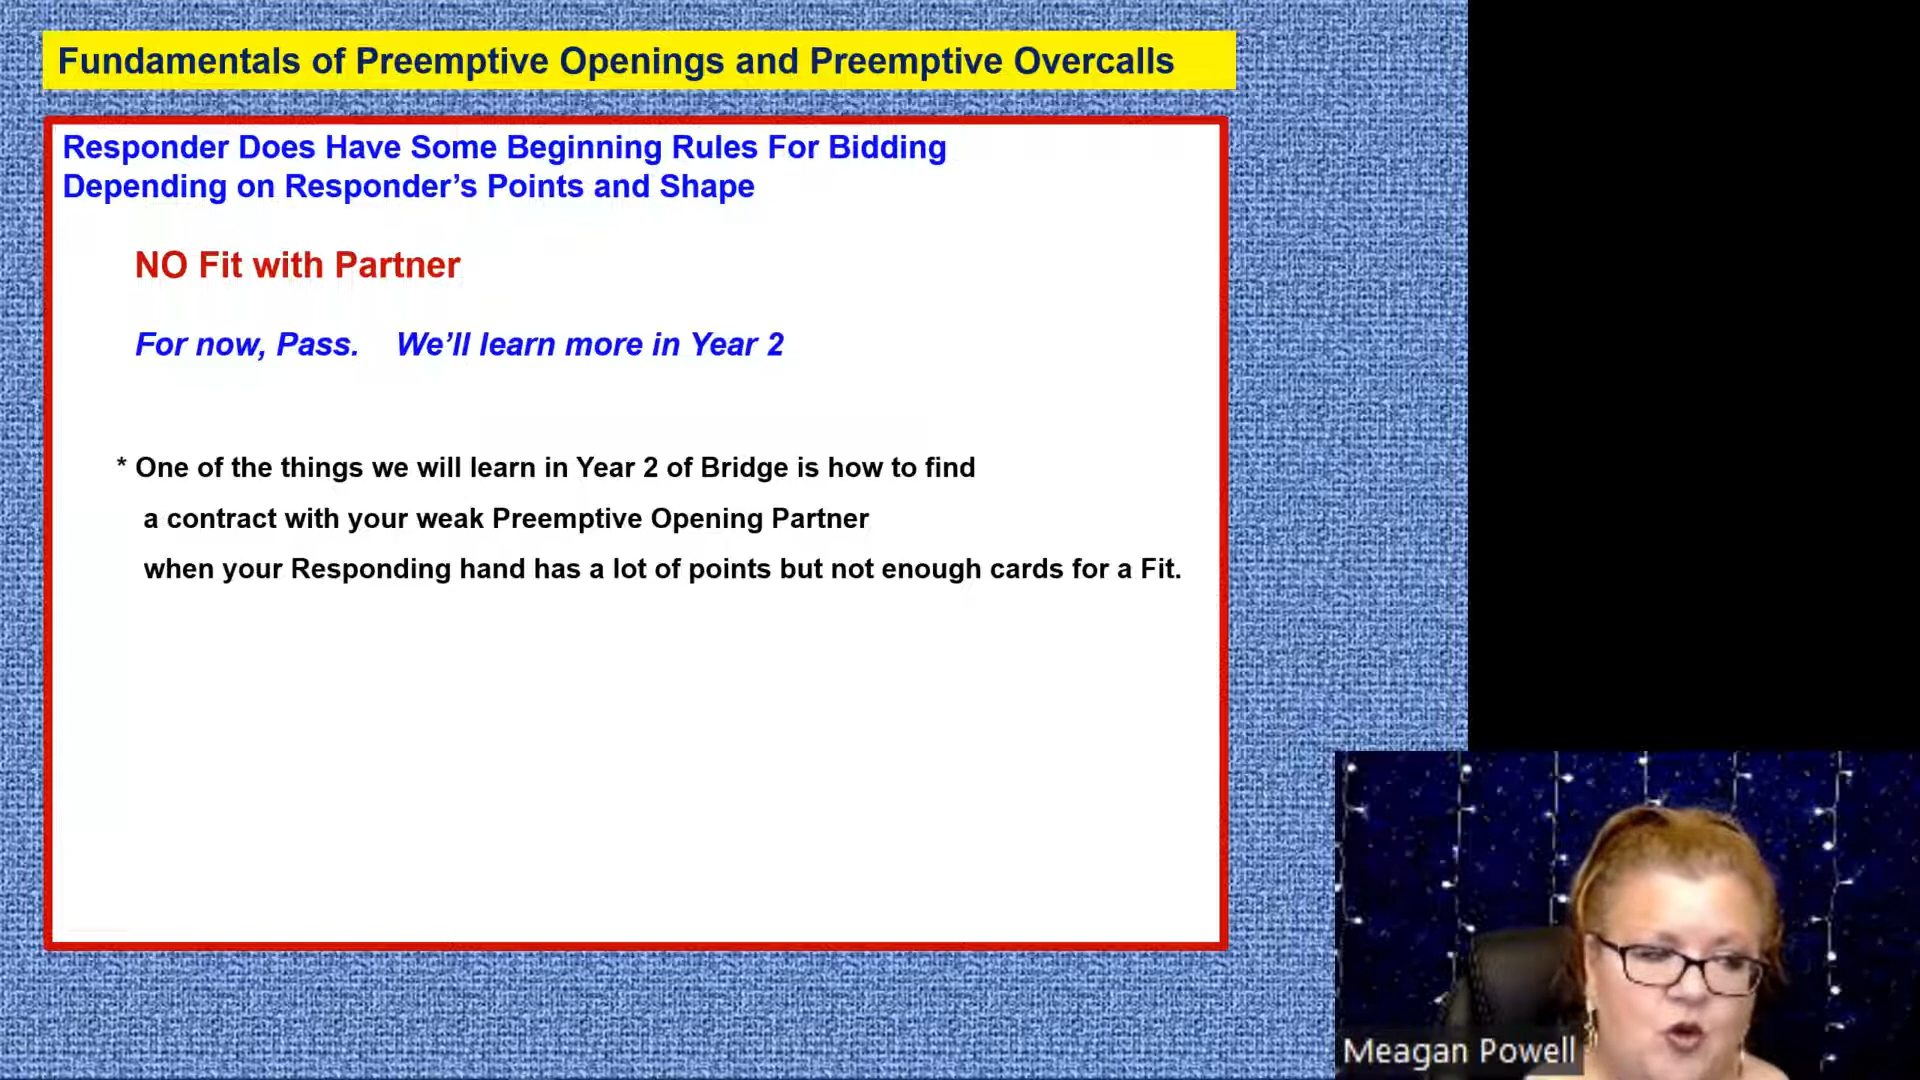 Fundamentals of Preemptive Openings and Preemptive Overcalls
Responder Does Have Some Beginning Rules For Bidding
Depending on Responder’s Points and Shape
NO Fit with Partner
For now, Pass. We’ll learn more in Year 2
* One of the things we will learn in Year 2 of Bridge is how to find
a contract with your weak Preemptive Opening Partner
when your Responding hand has a lot of points but not enough cards for a Fit.
Meagan Powell